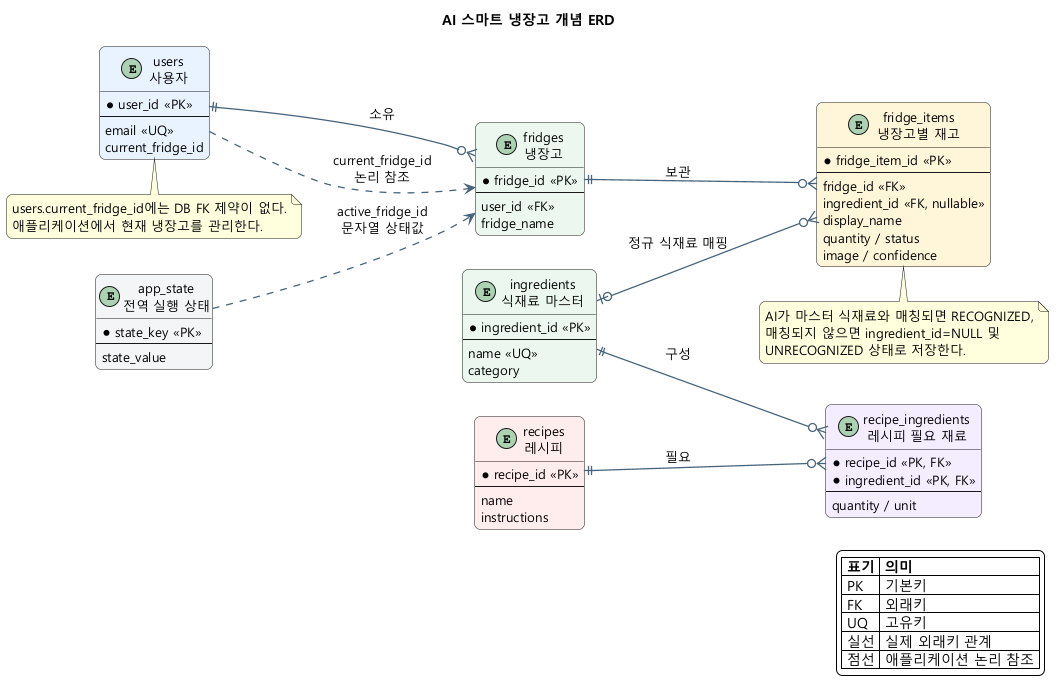 AI 스마트 냉장고 개념 ERD
E
users
사용자
user_id «PK»
email «UQ»
current_fridge_id
users.current_fridge_id에는 DB FK 제약이 없다.
애플리케이션에서 현재 냉장고를 관리한다.
E
app_state
전역 실행 상태
state_key «PK»
state_value
소유
current_fridge_id
논리 참조
active_fridge_id
문자열 상태값
E
fridges
냉장고
fridge_id «PK»
user_id «FK»
fridge_name
E
ingredients
식재료 마스터
ingredient_id «PK»
name «UQ»
category
E
recipes
레시피
recipe_id «PK»
name
instructions
보관
정규 식재료 매핑
구성
필요
E
fridge_items
냉장고별 재고
fridge_item_id «PK»
fridge_id «FK»
ingredient_id «FK, nullable»
display_name
quantity / status
image / confidence
AI가 마스터 식재료와 매칭되면 RECOGNIZED,
매칭되지 않으면 ingredient_id=NULL 및
UNRECOGNIZED 상태로 저장한다.
E
recipe_ingredients
레시피 필요 재료
recipe_id «PK, FK»
ingredient_id «PK, FK»
quantity / unit
표기 의미
PK 기본키
FK 외래키
UQ 고유키
실선 실제 외래키 관계
점선 애플리케이션 논리 참조